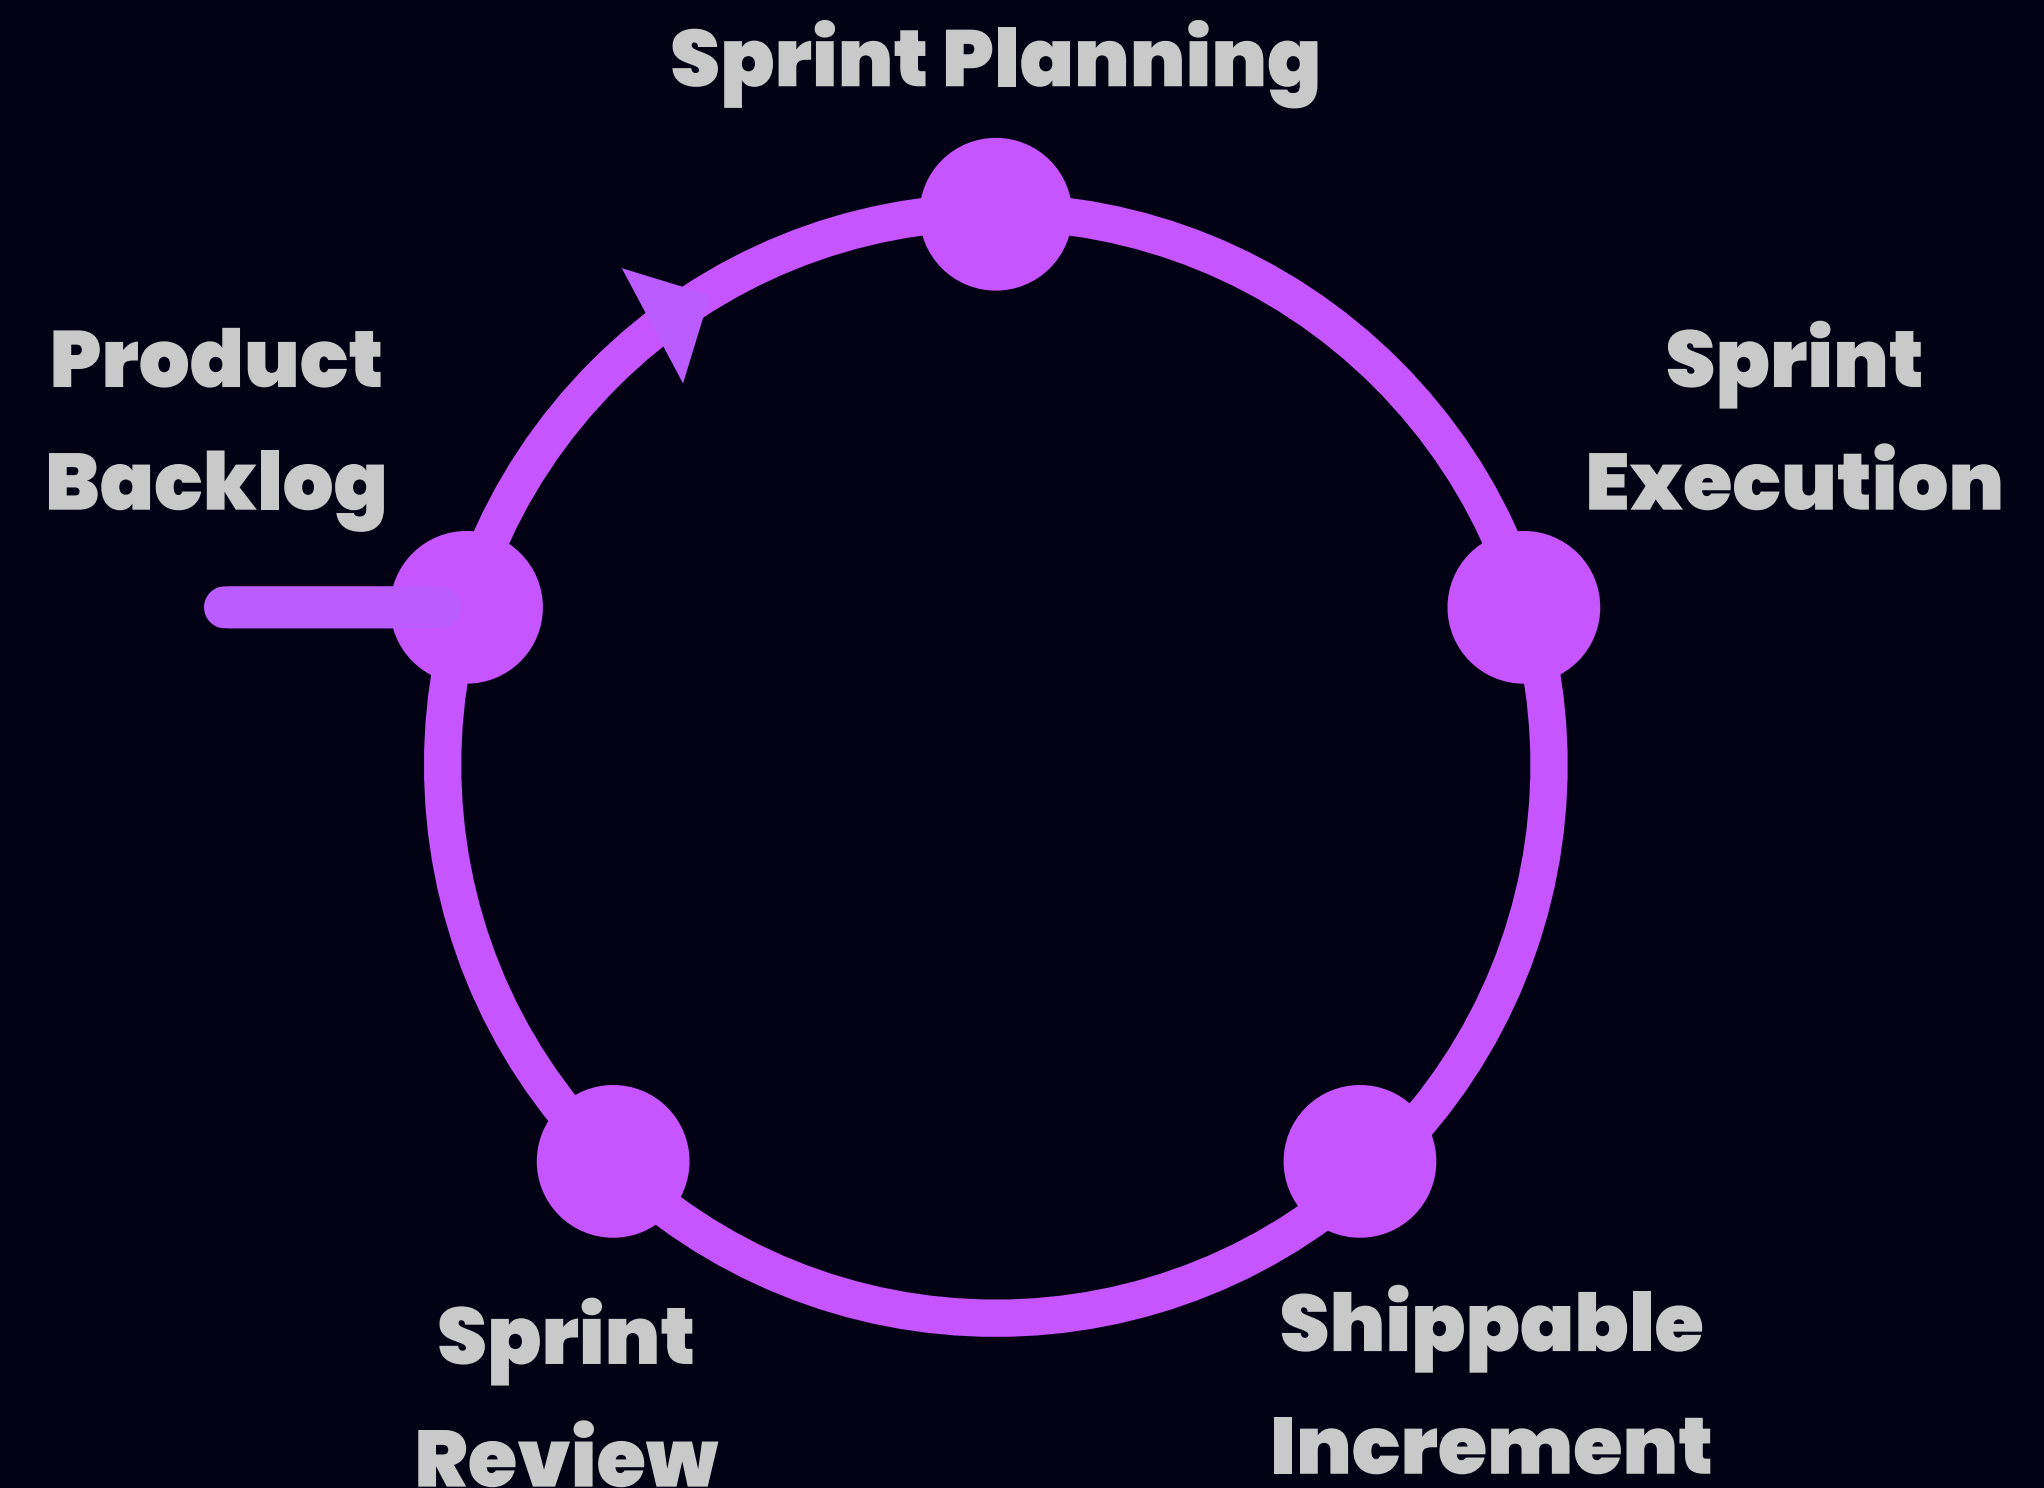 Sprint Planning
Product
Backlog
Sprint
Execution
Sprint
Review
Shippable
Increment